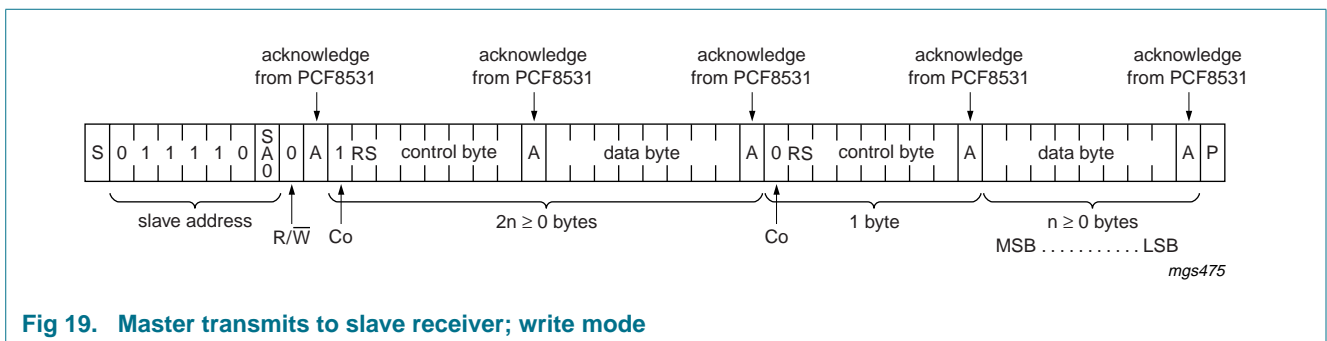 acknowledge
from PCF8531
acknowledge
from PCF8531
acknowledge
from PCF8531
acknowledge
from PCF8531
acknowledge
from PCF8531
S 0 1 1 1 1 0 SA0 0 A 1 RS control byte A data byte A 0 RS control byte A data byte A P
slave address
R/W̅
Co
2n ≥ 0 bytes
Co
1 byte
n ≥ 0 bytes
MSB . . . . . . . . . . . LSB
mgs475
Fig 19. Master transmits to slave receiver; write mode